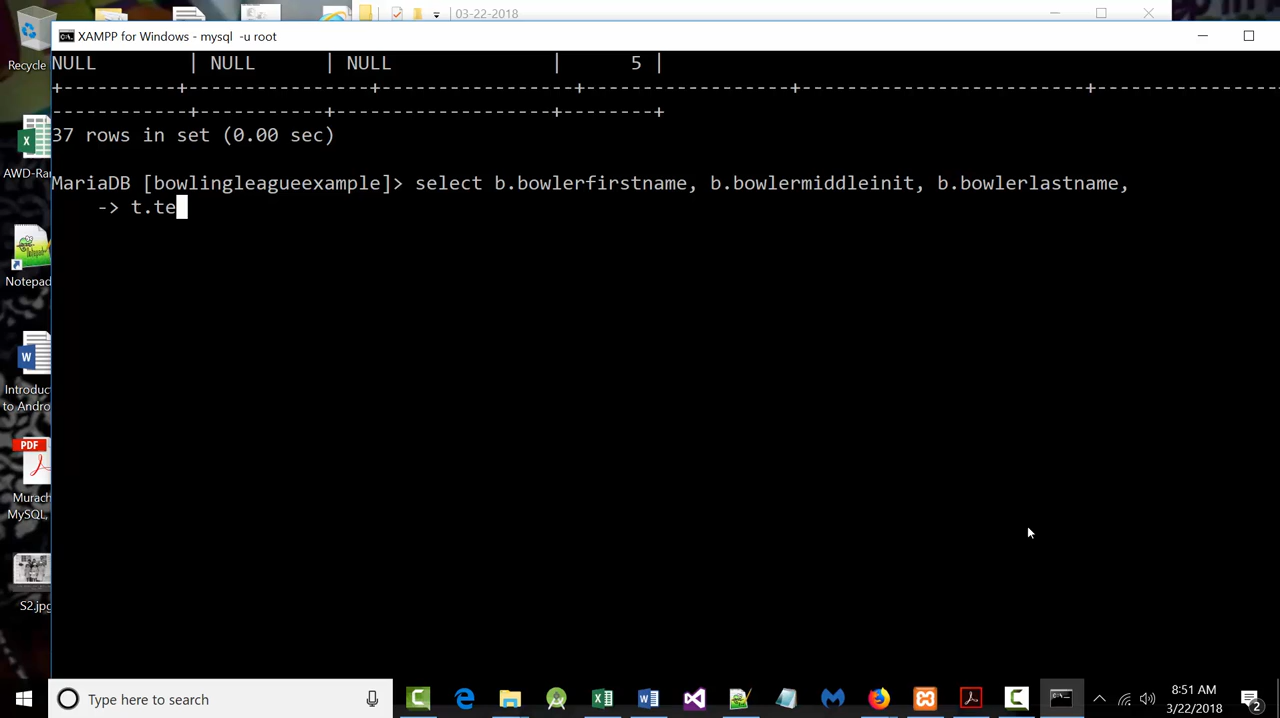 03-22-2018
XAMPP for Windows - mysql -u root
Recycle
NULL | NULL | NULL | 5 |
+-----------+-----------------+-----------------+------------------+-------------------------+-----------------
------------+-----------+-------------------+--------+
37 rows in set (0.00 sec)
AWD-Ra
MariaDB [bowlingleagueexample]> select b.bowlerfirstname, b.bowlermiddleinit, b.bowlerlastname,
-> t.te
Notepad
Introduc
to Andro
PDF
Murach
MySQL,
S2.jpg
Type here to search
8:51 AM
3/22/2018
2